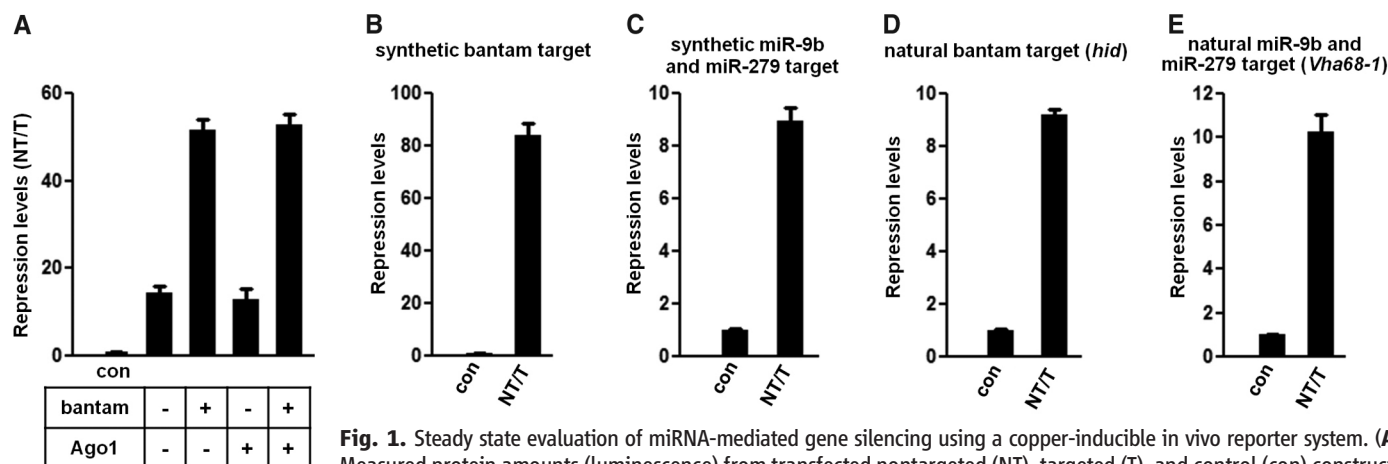 A
Repression levels (NT/T)
60
40
20
0
con
bantam - + - +
Ago1 - - + +
B
synthetic bantam target
Repression levels
100
80
60
40
20
0
con
NT/T
C
synthetic miR-9b
and miR-279 target
Repression levels
10
8
6
4
2
0
con
NT/T
D
natural bantam target (hid)
Repression levels
10
8
6
4
2
0
con
NT/T
E
natural miR-9b and
miR-279 target (Vha68-1)
Repression levels
12
10
8
6
4
2
0
con
NT/T
Fig. 1. Steady state evaluation of miRNA-mediated gene silencing using a copper-inducible in vivo reporter system. (A
Measured protein amounts (luminescence) from transfected nontargeted (NT), targeted (T), and control (con)